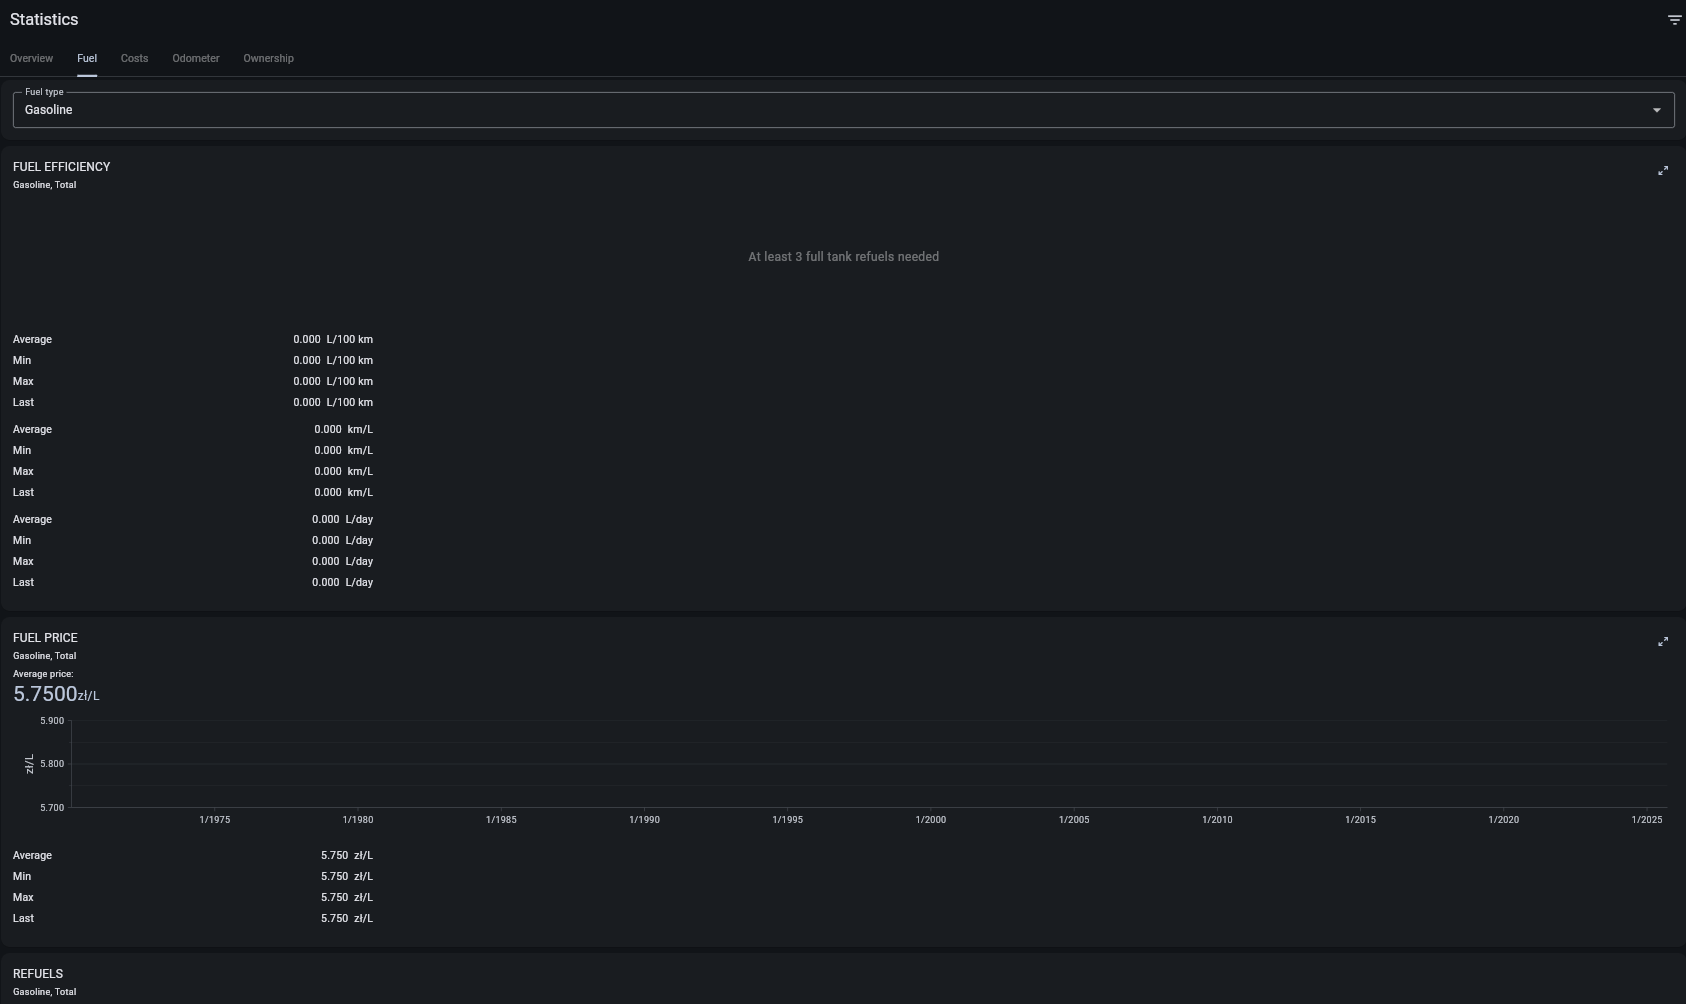 Statistics
Overview Fuel Costs Odometer Ownership
Fuel type
Gasoline
FUEL EFFICIENCY
Gasoline, Total
At least 3 full tank refuels needed
Average 0.000 L/100 km
Min 0.000 L/100 km
Max 0.000 L/100 km
Last 0.000 L/100 km
Average 0.000 km/L
Min 0.000 km/L
Max 0.000 km/L
Last 0.000 km/L
Average 0.000 L/day
Min 0.000 L/day
Max 0.000 L/day
Last 0.000 L/day
FUEL PRICE
Gasoline, Total
Average price:
5.7500zł/L
5.900
zł/L
5.800
5.700
1/1975 1/1980 1/1985 1/1990 1/1995 1/2000 1/2005 1/2010 1/2015 1/2020 1/2025
Average 5.750 zł/L
Min 5.750 zł/L
Max 5.750 zł/L
Last 5.750 zł/L
REFUELS
Gasoline, Total